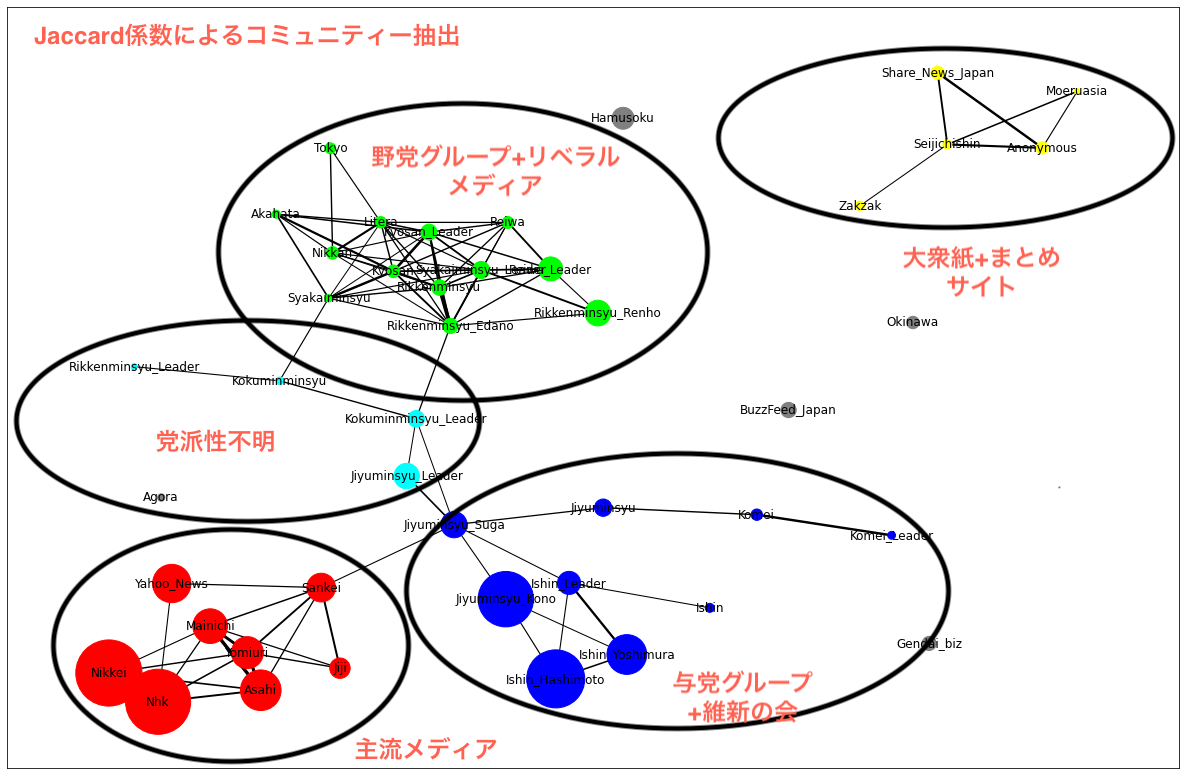 Jaccard係数によるコミュニティー抽出
Share_News_Japan
Moeruasia
Hamusoku
Seijichishin
Anonymous
Tokyo
野党グループ+リベラル
メディア
Zakzak
Akahata
Litera
Kyosan_Leader
Reiwa
Nikkan
大衆紙+まとめ
サイト
Kyosan
Syakaiminsyu_Leader
Reiwa_Leader
Rikkenminsyu
Syakaiminsyu
Rikkenminsyu_Renho
Rikkenminsyu_Edano
Okinawa
Rikkenminsyu_Leader
Kokuminminsyu
BuzzFeed_Japan
Kokuminminsyu_Leader
党派性不明
Jiyuminsyu_Leader
Agora
Jiyuminsyu
Komei
Jiyuminsyu_Suga
Komei_Leader
Yahoo_News
Sankei
Ishin_Leader
Jiyuminsyu_Kono
Ishin
Mainichi
Gendai_biz
Yomiuri
Ishin_Yoshimura
Jiji
Nikkei
Ishin_Hashimoto
与党グループ
+維新の会
Asahi
Nhk
主流メディア